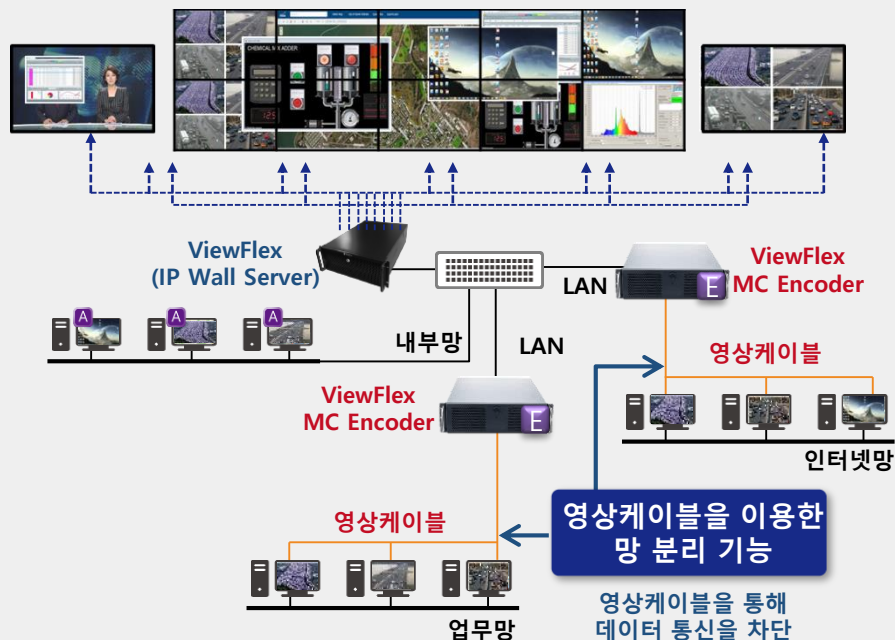 CHEMICAL MIX ADDER
ViewFlex
(IP Wall Server)
ViewFlex
MC Encoder
LAN
E
A
A
A
내부망
LAN
영상케이블
ViewFlex
MC Encoder
E
인터넷망
영상케이블을 이용한
망 분리 기능
영상케이블
영상케이블을 통해
데이터 통신을 차단
업무망